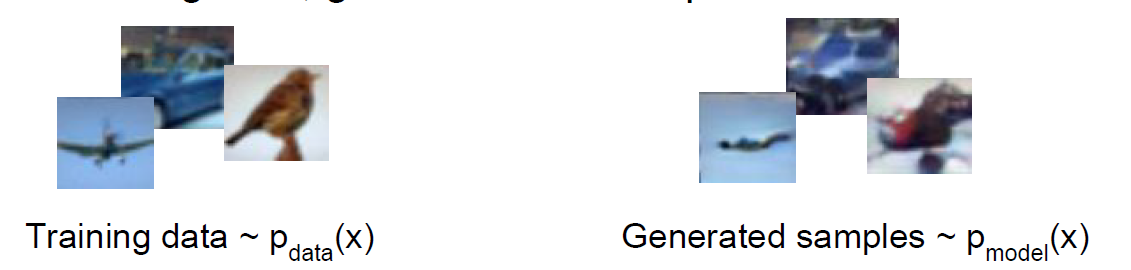 Training data ~ pdata(x)
Generated samples ~ pmodel(x)